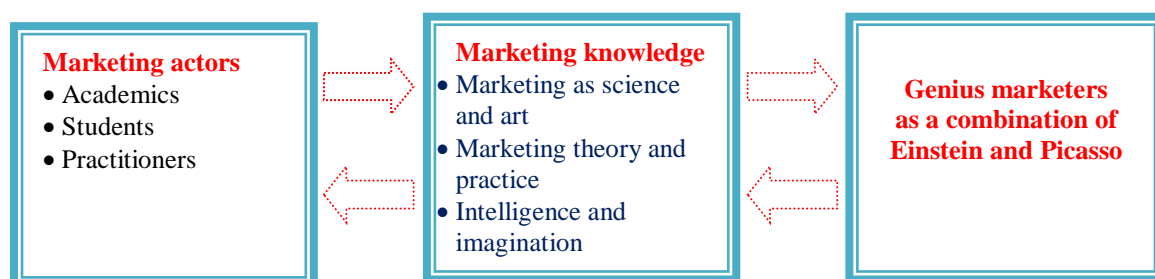 Marketing actors
• Academics
• Students
• Practitioners
Marketing knowledge
• Marketing as science
and art
• Marketing theory and
practice
• Intelligence and
imagination
Genius marketers
as a combination of
Einstein and Picasso